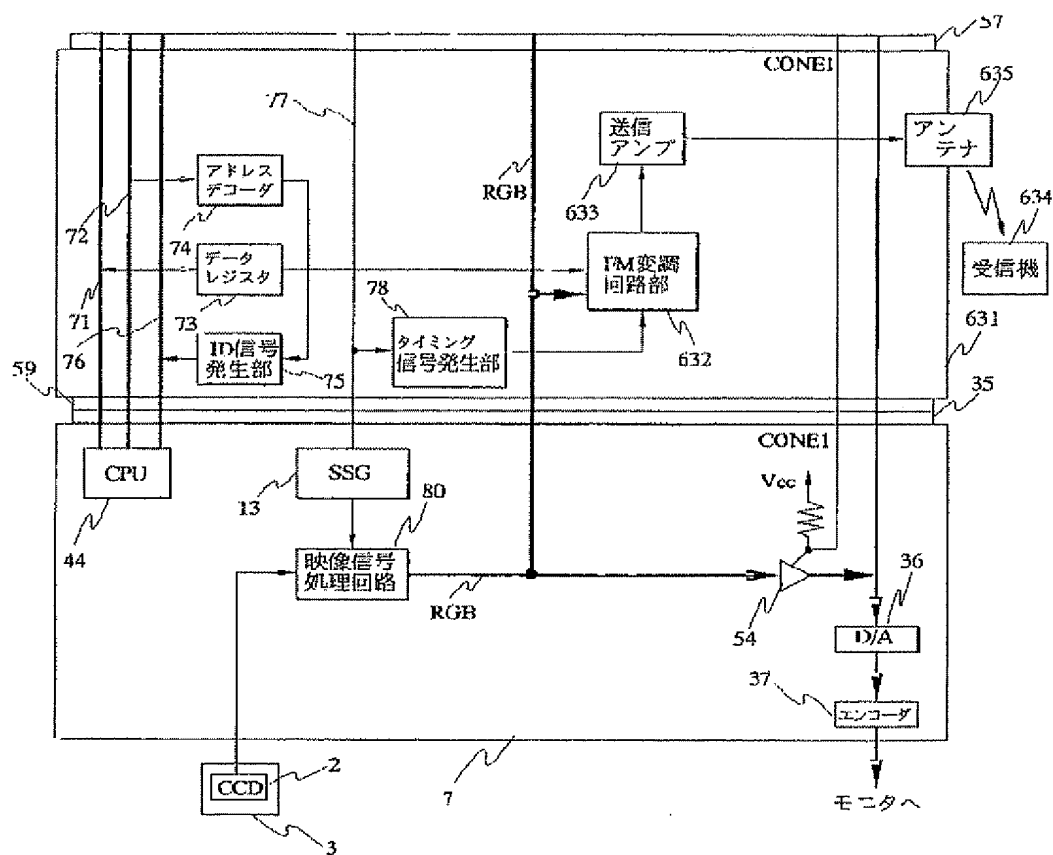 57
CONE1
635
アン
テナ
77
送信
アンプ
633
RGB
634
受信機
アドレス
デコーダ
72
74
データ
レジスタ
71
73
76
78
FM変調
回路部
632
631
タイミング
信号発生部
ID信号
発生部
75
59
35
CONE1
CPU
44
SSG
13
80
映像信号
処理回路
RGB
Vcc
54
36
D/A
37
エンコーダ
モニタへ
CCD
2
3
7